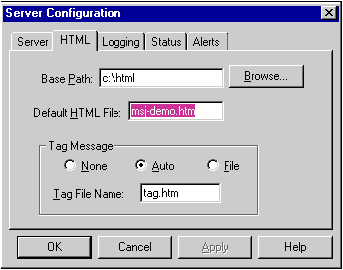 Server Configuration
Server HTML Logging Status Alerts
Base Path: c:\html Browse...
Default HTML File: msj-demo.htm
Tag Message
None Auto File
Tag File Name: tag.htm
OK Cancel Apply Help